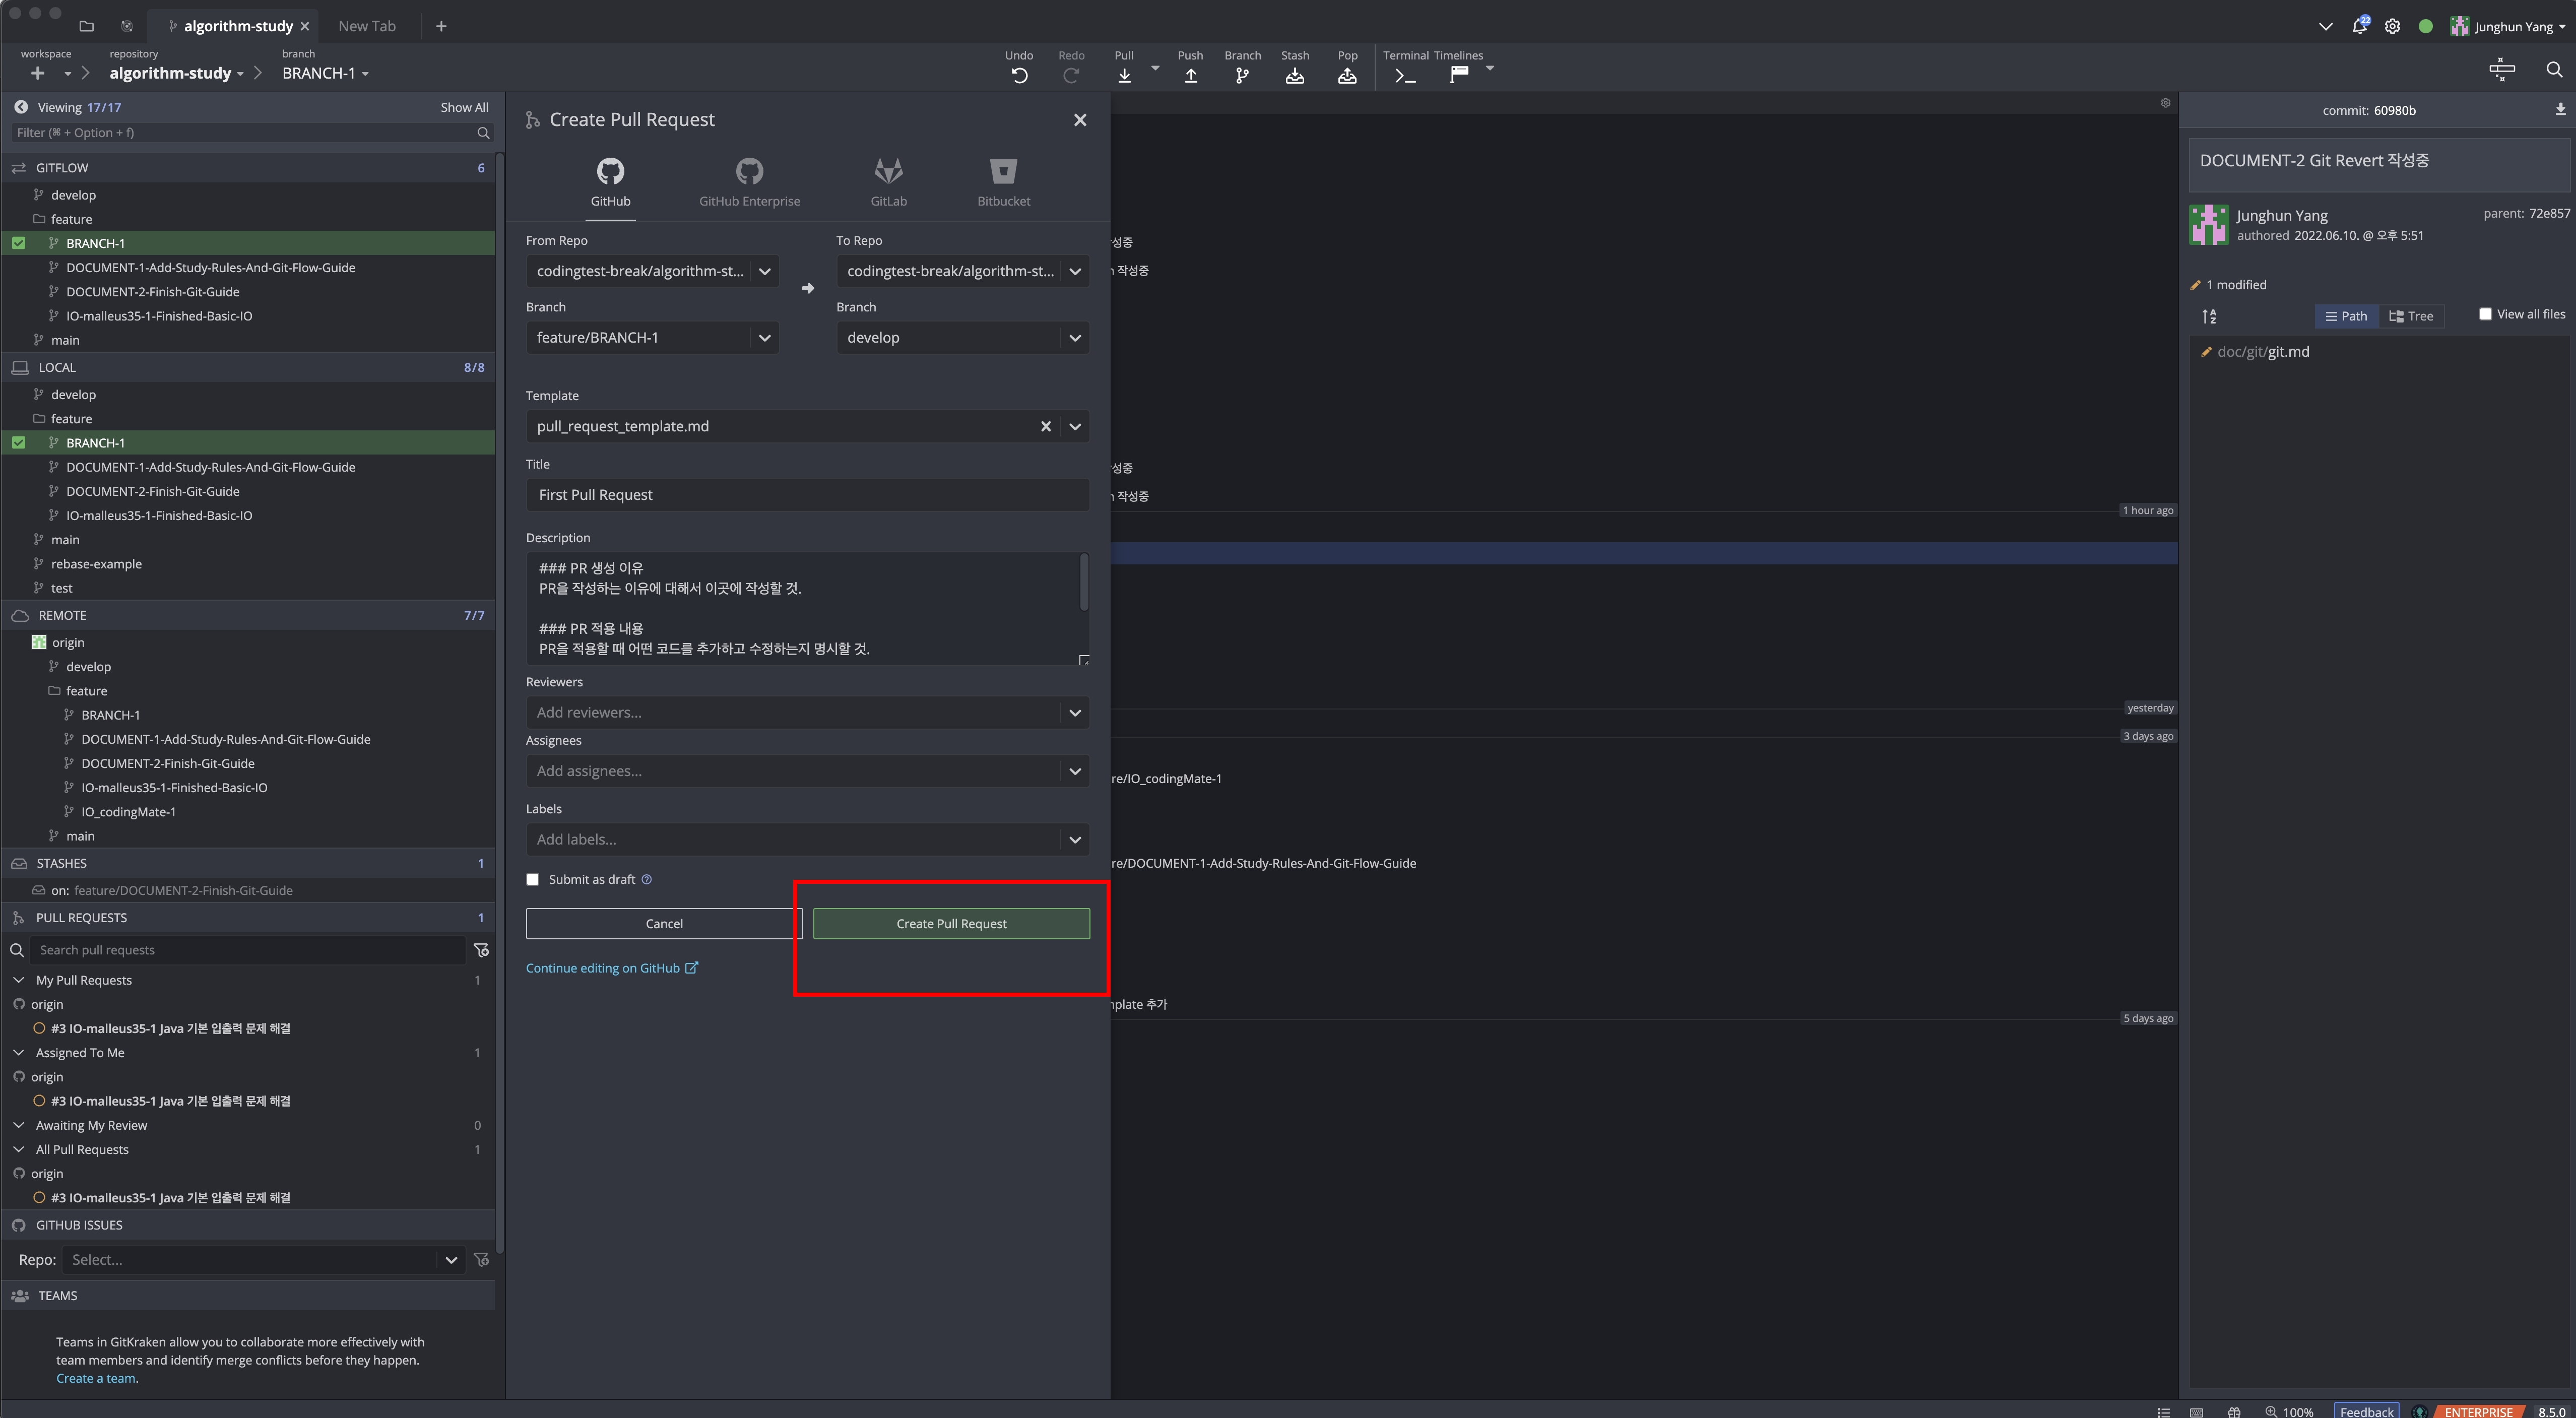 algorithm-study
New Tab
22
Junghun Yang
workspace
repository
branch
algorithm-study
BRANCH-1
Undo
Redo
Pull
Push
Branch
Stash
Pop
Terminal
Timelines
Viewing 17/17
Show All
Filter (⌘ + Option + f)
GITFLOW 6
develop
feature
BRANCH-1
DOCUMENT-1-Add-Study-Rules-And-Git-Flow-Guide
DOCUMENT-2-Finish-Git-Guide
IO-malleus35-1-Finished-Basic-IO
main
LOCAL 8/8
develop
feature
BRANCH-1
DOCUMENT-1-Add-Study-Rules-And-Git-Flow-Guide
DOCUMENT-2-Finish-Git-Guide
IO-malleus35-1-Finished-Basic-IO
main
rebase-example
test
REMOTE 7/7
origin
develop
feature
BRANCH-1
DOCUMENT-1-Add-Study-Rules-And-Git-Flow-Guide
DOCUMENT-2-Finish-Git-Guide
IO-malleus35-1-Finished-Basic-IO
IO_codingMate-1
main
STASHES 1
on: feature/DOCUMENT-2-Finish-Git-Guide
PULL REQUESTS 1
Search pull requests
My Pull Requests 1
origin
#3 IO-malleus35-1 Java 기본 입출력 문제 해결
Assigned To Me 1
origin
#3 IO-malleus35-1 Java 기본 입출력 문제 해결
Awaiting My Review 0
All Pull Requests 1
origin
#3 IO-malleus35-1 Java 기본 입출력 문제 해결
GITHUB ISSUES
Repo: Select...
TEAMS
Teams in GitKraken allow you to collaborate more effectively with
team members and identify merge conflicts before they happen.
Create a team.
Create Pull Request
GitHub
GitHub Enterprise
GitLab
Bitbucket
From Repo
To Repo
codingtest-break/algorithm-st...
codingtest-break/algorithm-st...
Branch
Branch
feature/BRANCH-1
develop
Template
pull_request_template.md
Title
First Pull Request
Description
### PR 생성 이유
PR을 작성하는 이유에 대해서 이곳에 작성할 것.
### PR 적용 내용
PR을 적용할 때 어떤 코드를 추가하고 수정하는지 명시할 것.
Reviewers
Add reviewers...
Assignees
Add assignees...
Labels
Add labels...
Submit as draft
Cancel
Create Pull Request
Continue editing on GitHub
성중
작성중
성중
작성중
1 hour ago
yesterday
3 days ago
re/IO_codingMate-1
re/DOCUMENT-1-Add-Study-Rules-And-Git-Flow-Guide
mplate 추가
5 days ago
commit: 60980b
DOCUMENT-2 Git Revert 작성중
Junghun Yang
authored 2022.06.10. @ 오후 5:51
parent: 72e857
1 modified
Path
Tree
View all files
doc/git/git.md
100%
Feedback
ENTERPRISE
8.5.0